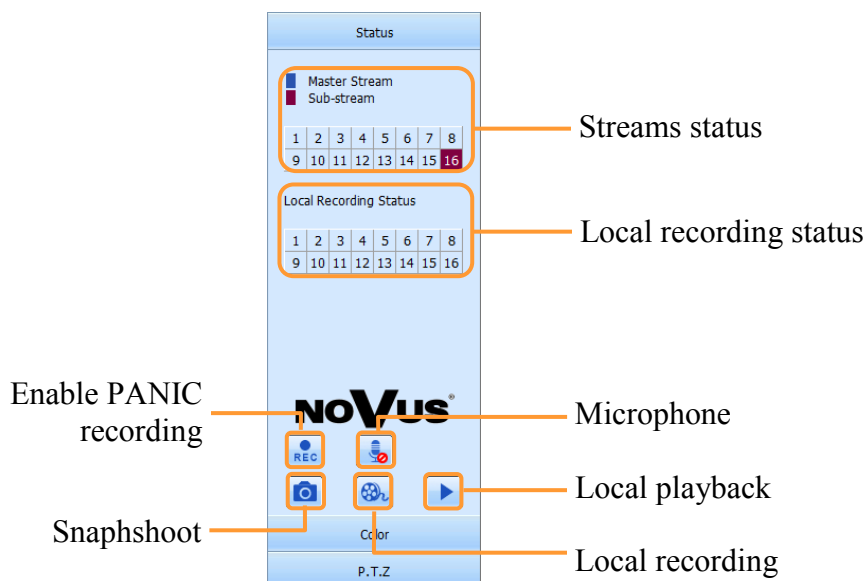 Status
Master Stream
Sub-stream
1 2 3 4 5 6 7 8
9 10 11 12 13 14 15 16
Streams status
Local Recording Status
1 2 3 4 5 6 7 8
9 10 11 12 13 14 15 16
Local recording status
Enable PANIC
recording
NOVUS®
REC
Microphone
Local playback
Snaphshoot
Color
Local recording
P.T.Z